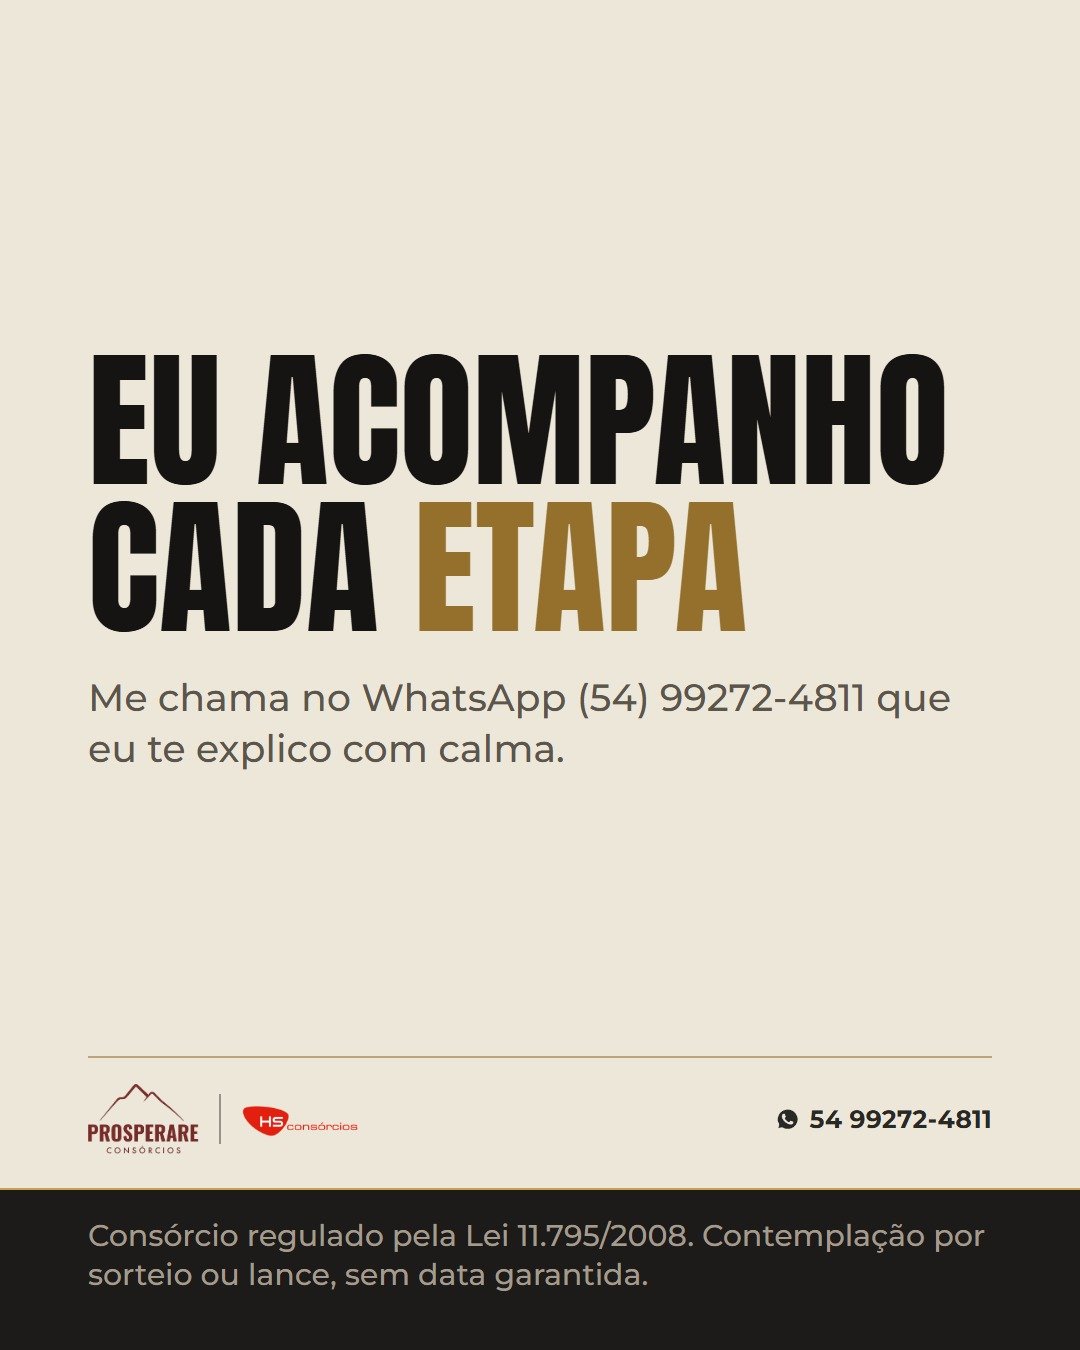 EU ACOMPANHO
CADA ETAPA
Me chama no WhatsApp (54) 99272-4811 que
eu te explico com calma.
PROSPERARE
CONSÓRCIOS
HS consórcios
54 99272-4811
Consórcio regulado pela Lei 11.795/2008. Contemplação por
sorteio ou lance, sem data garantida.